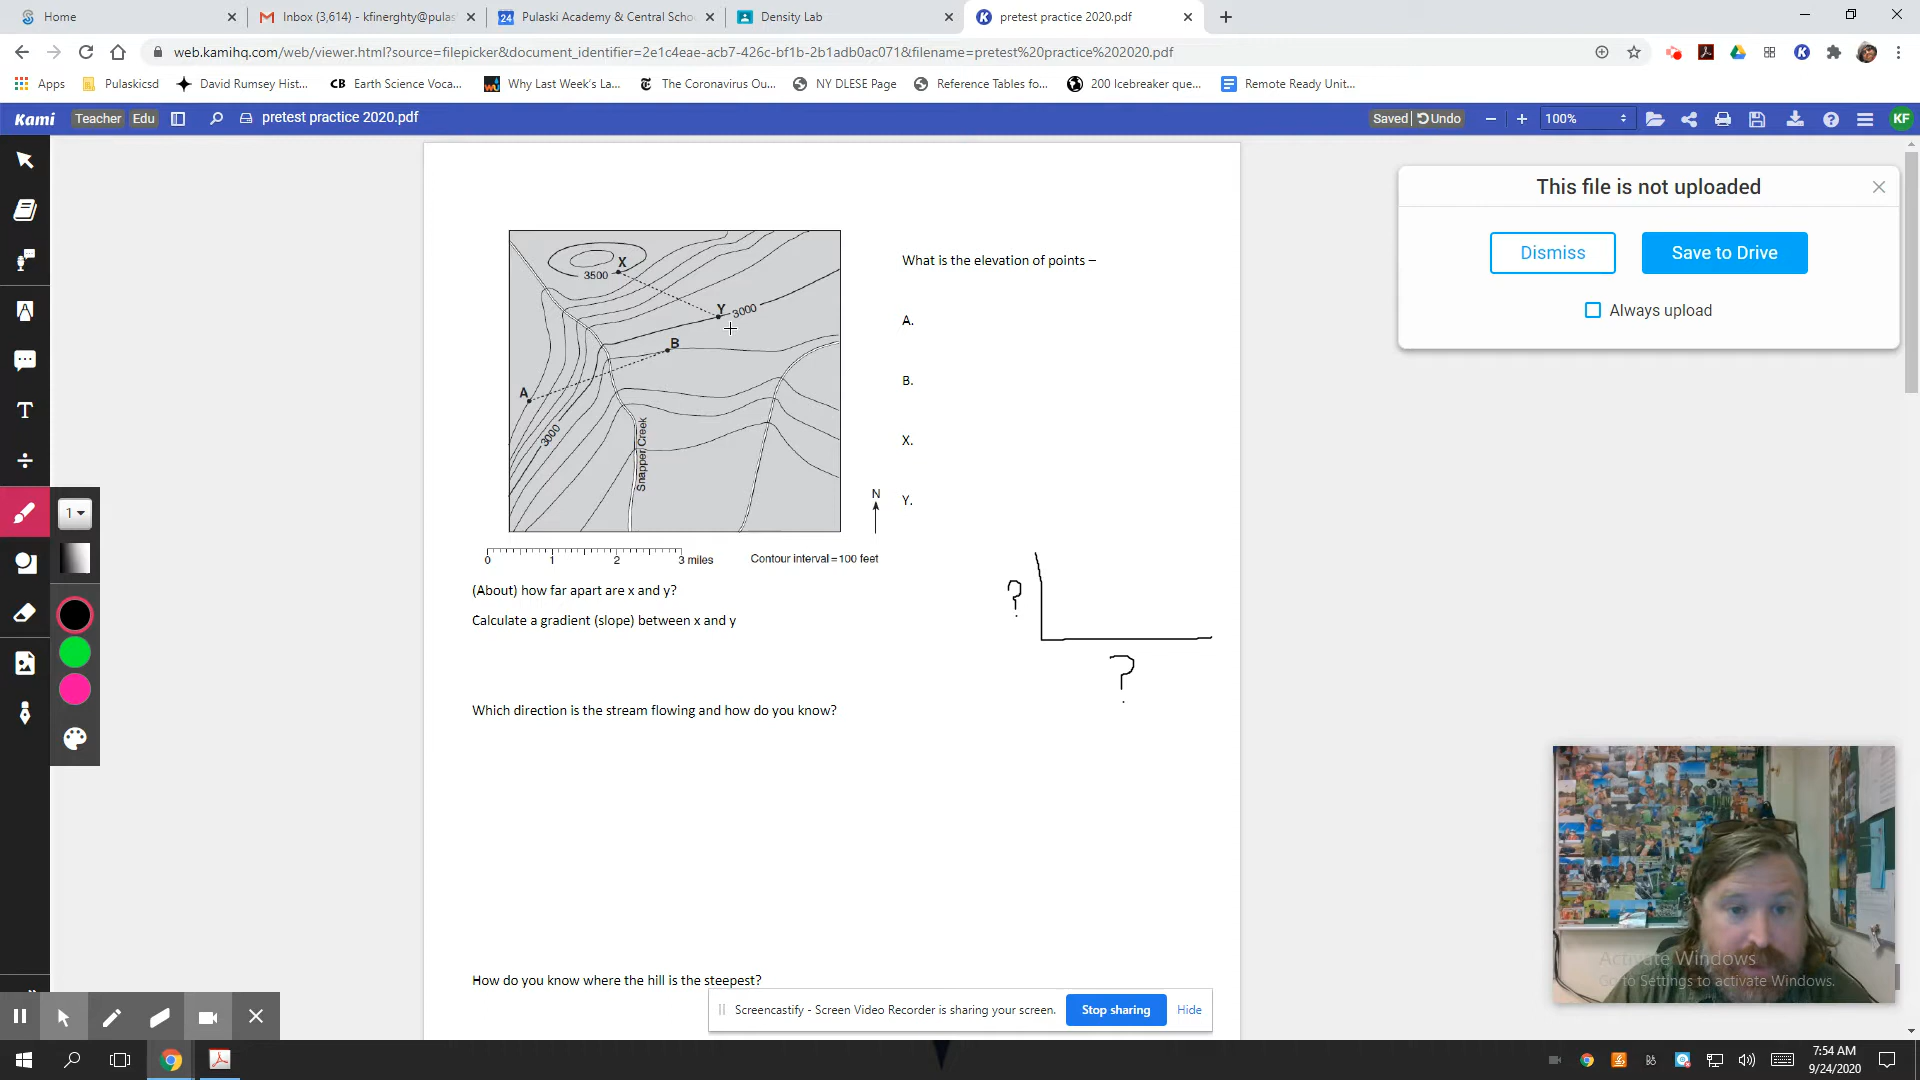 Home
Inbox (3,614) - kfinerghty@pulas
24 Pulaski Academy & Central Scho
Density Lab
pretest practice 2020.pdf
web.kamihq.com/web/viewer.html?source=filepicker&document_identifier=2e1c4eae-acb7-426c-bf1b-2b1adb0ac071&filename=pretest%20practice%202020.pdf
Apps
Pulaskicsd
David Rumsey Hist...
CB Earth Science Voca...
Why Last Week's La...
The Coronavirus Ou...
NY DLESE Page
Reference Tables fo...
200 Icebreaker que...
Remote Ready Unit...
Kami
Teacher
Edu
pretest practice 2020.pdf
Saved
Undo
100%
KF
This file is not uploaded
Dismiss
Save to Drive
Always upload
X
3500
Y
3000
B
A
3000
Snapper Creek
N
0 1 2 3 miles
Contour interval=100 feet
What is the elevation of points –
A.
B.
X.
Y.
(About) how far apart are x and y?
Calculate a gradient (slope) between x and y
?
?
Which direction is the stream flowing and how do you know?
How do you know where the hill is the steepest?
1
Activate Windows
Go to Settings to activate Windows.
Screencastify - Screen Video Recorder is sharing your screen.
Stop sharing
Hide
7:54 AM
9/24/2020